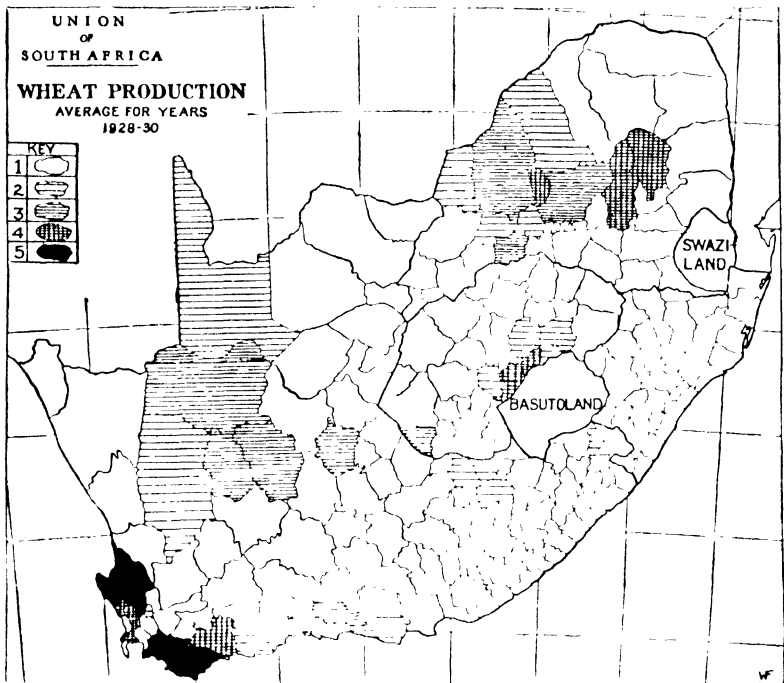 UNION
OF
SOUTH AFRICA
WHEAT PRODUCTION
AVERAGE FOR YEARS
1928-30
KEY
1
2
3
4
5
SWAZI
LAND
BASUTOLAND
WF